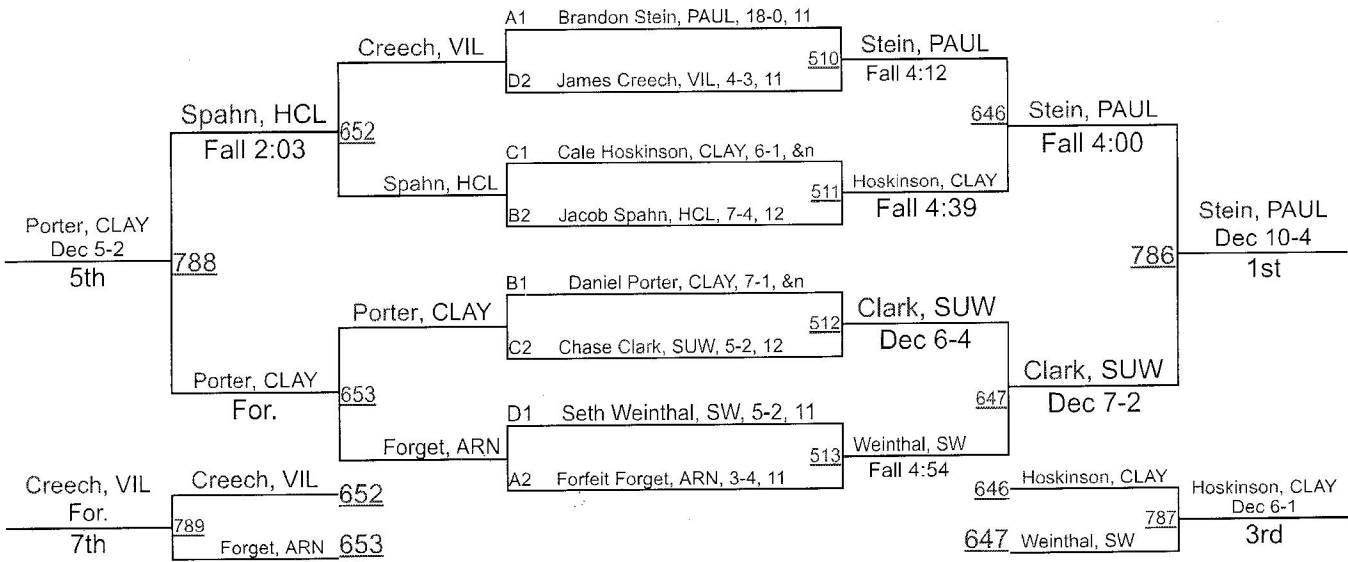 A1 Brandon Stein, PAUL, 18-0, 11
Creech, VIL
510
Stein, PAUL
Fall 4:12
D2 James Creech, VIL, 4-3, 11
Spahn, HCL
Fall 2:03
652
646
Stein, PAUL
Fall 4:00
C1 Cale Hoskinson, CLAY, 6-1, &n
Spahn, HCL
511
Hoskinson, CLAY
Fall 4:39
B2 Jacob Spahn, HCL, 7-4, 12
Porter, CLAY
Dec 5-2
5th
788
786
Stein, PAUL
Dec 10-4
1st
B1 Daniel Porter, CLAY, 7-1, &n
Porter, CLAY
512
Clark, SUW
Dec 6-4
C2 Chase Clark, SUW, 5-2, 12
Porter, CLAY
For.
653
647
Clark, SUW
Dec 7-2
D1 Seth Weinthal, SW, 5-2, 11
Forget, ARN
513
Weinthal, SW
Fall 4:54
A2 Forfeit Forget, ARN, 3-4, 11
Creech, VIL
For.
7th
Creech, VIL 652
789
Forget, ARN 653
646 Hoskinson, CLAY
787
647 Weinthal, SW
Hoskinson, CLAY
Dec 6-1
3rd